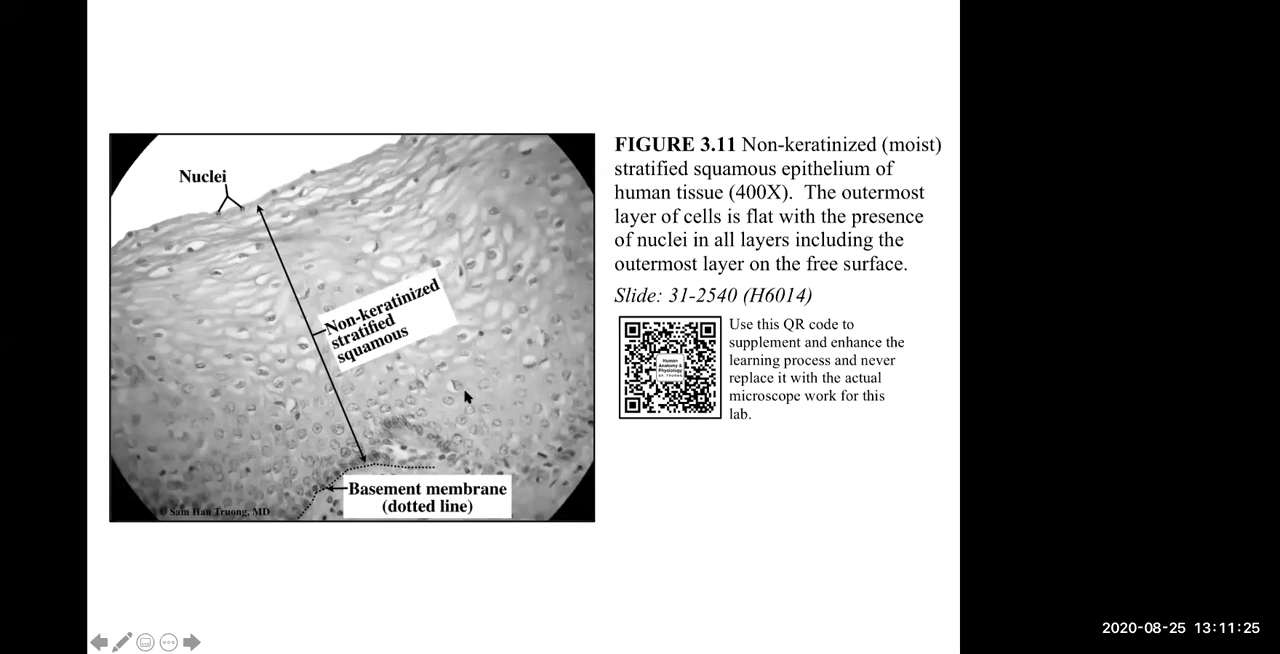 Nuclei
Non-keratinized
stratified
squamous
Basement membrane
(dotted line)
© Sam Han Truong, MD
FIGURE 3.11 Non-keratinized (moist)
stratified squamous epithelium of
human tissue (400X). The outermost
layer of cells is flat with the presence
of nuclei in all layers including the
outermost layer on the free surface.
Slide: 31-2540 (H6014)
Human
Anatomy &
Physiology
Use this QR code to
supplement and enhance the
learning process and never
replace it with the actual
microscope work for this
lab.
2020-08-25 13:11:25